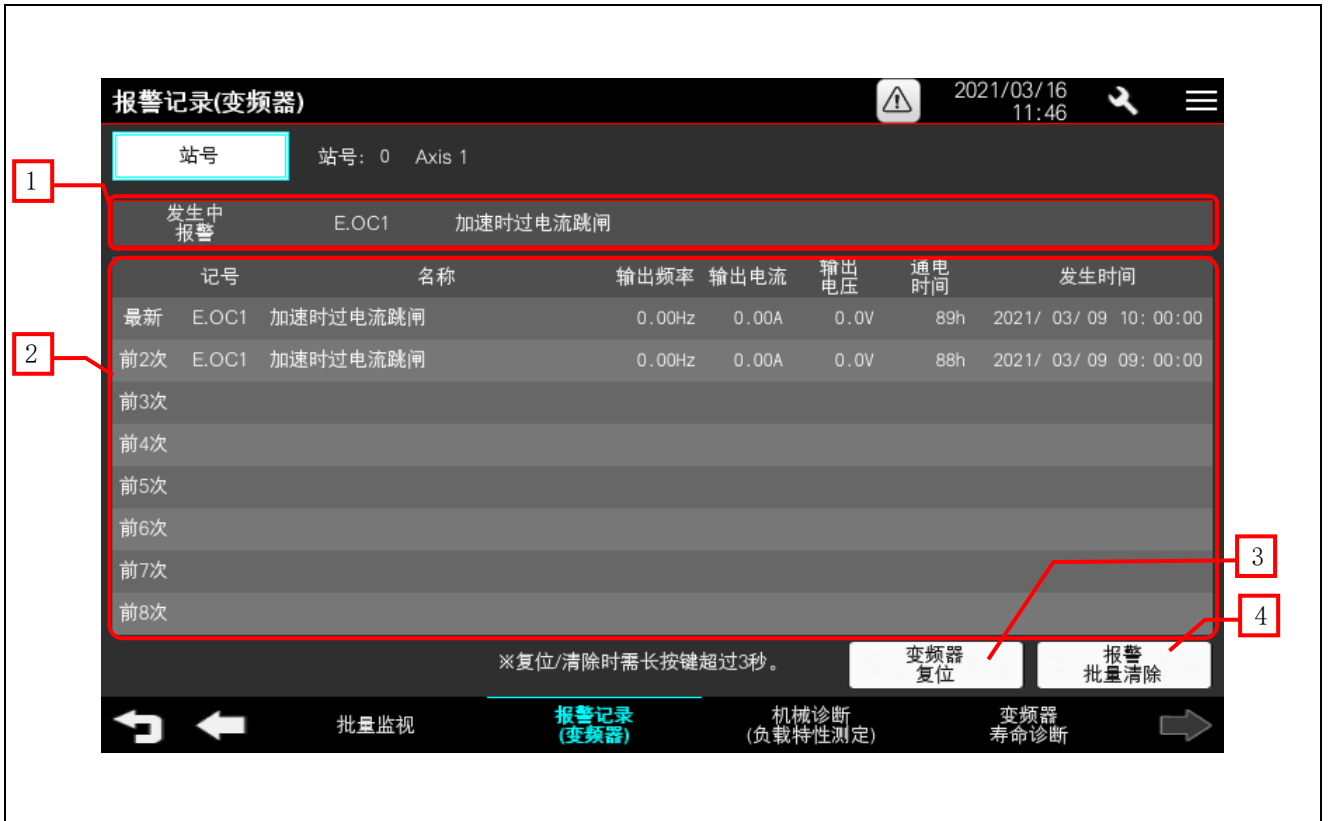 报警记录(变频器)
2021/03/16
11:46
站号
站号: 0 Axis 1
1
发生中
报警
E.OC1 加速时过电流跳闸
记号 名称 输出频率 输出电流 输出电压 通电时间 发生时间
最新 E.OC1 加速时过电流跳闸 0.00Hz 0.00A 0.0V 89h 2021/ 03/ 09 10: 00:00
2
前2次 E.OC1 加速时过电流跳闸 0.00Hz 0.00A 0.0V 88h 2021/ 03/ 09 09: 00:00
前3次
前4次
前5次
前6次
前7次
3
前8次
4
※复位/清除时需长按键超过3秒。
变频器
复位
报警
批量清除
批量监视
报警记录
(变频器)
机械诊断
(负载特性测定)
变频器
寿命诊断